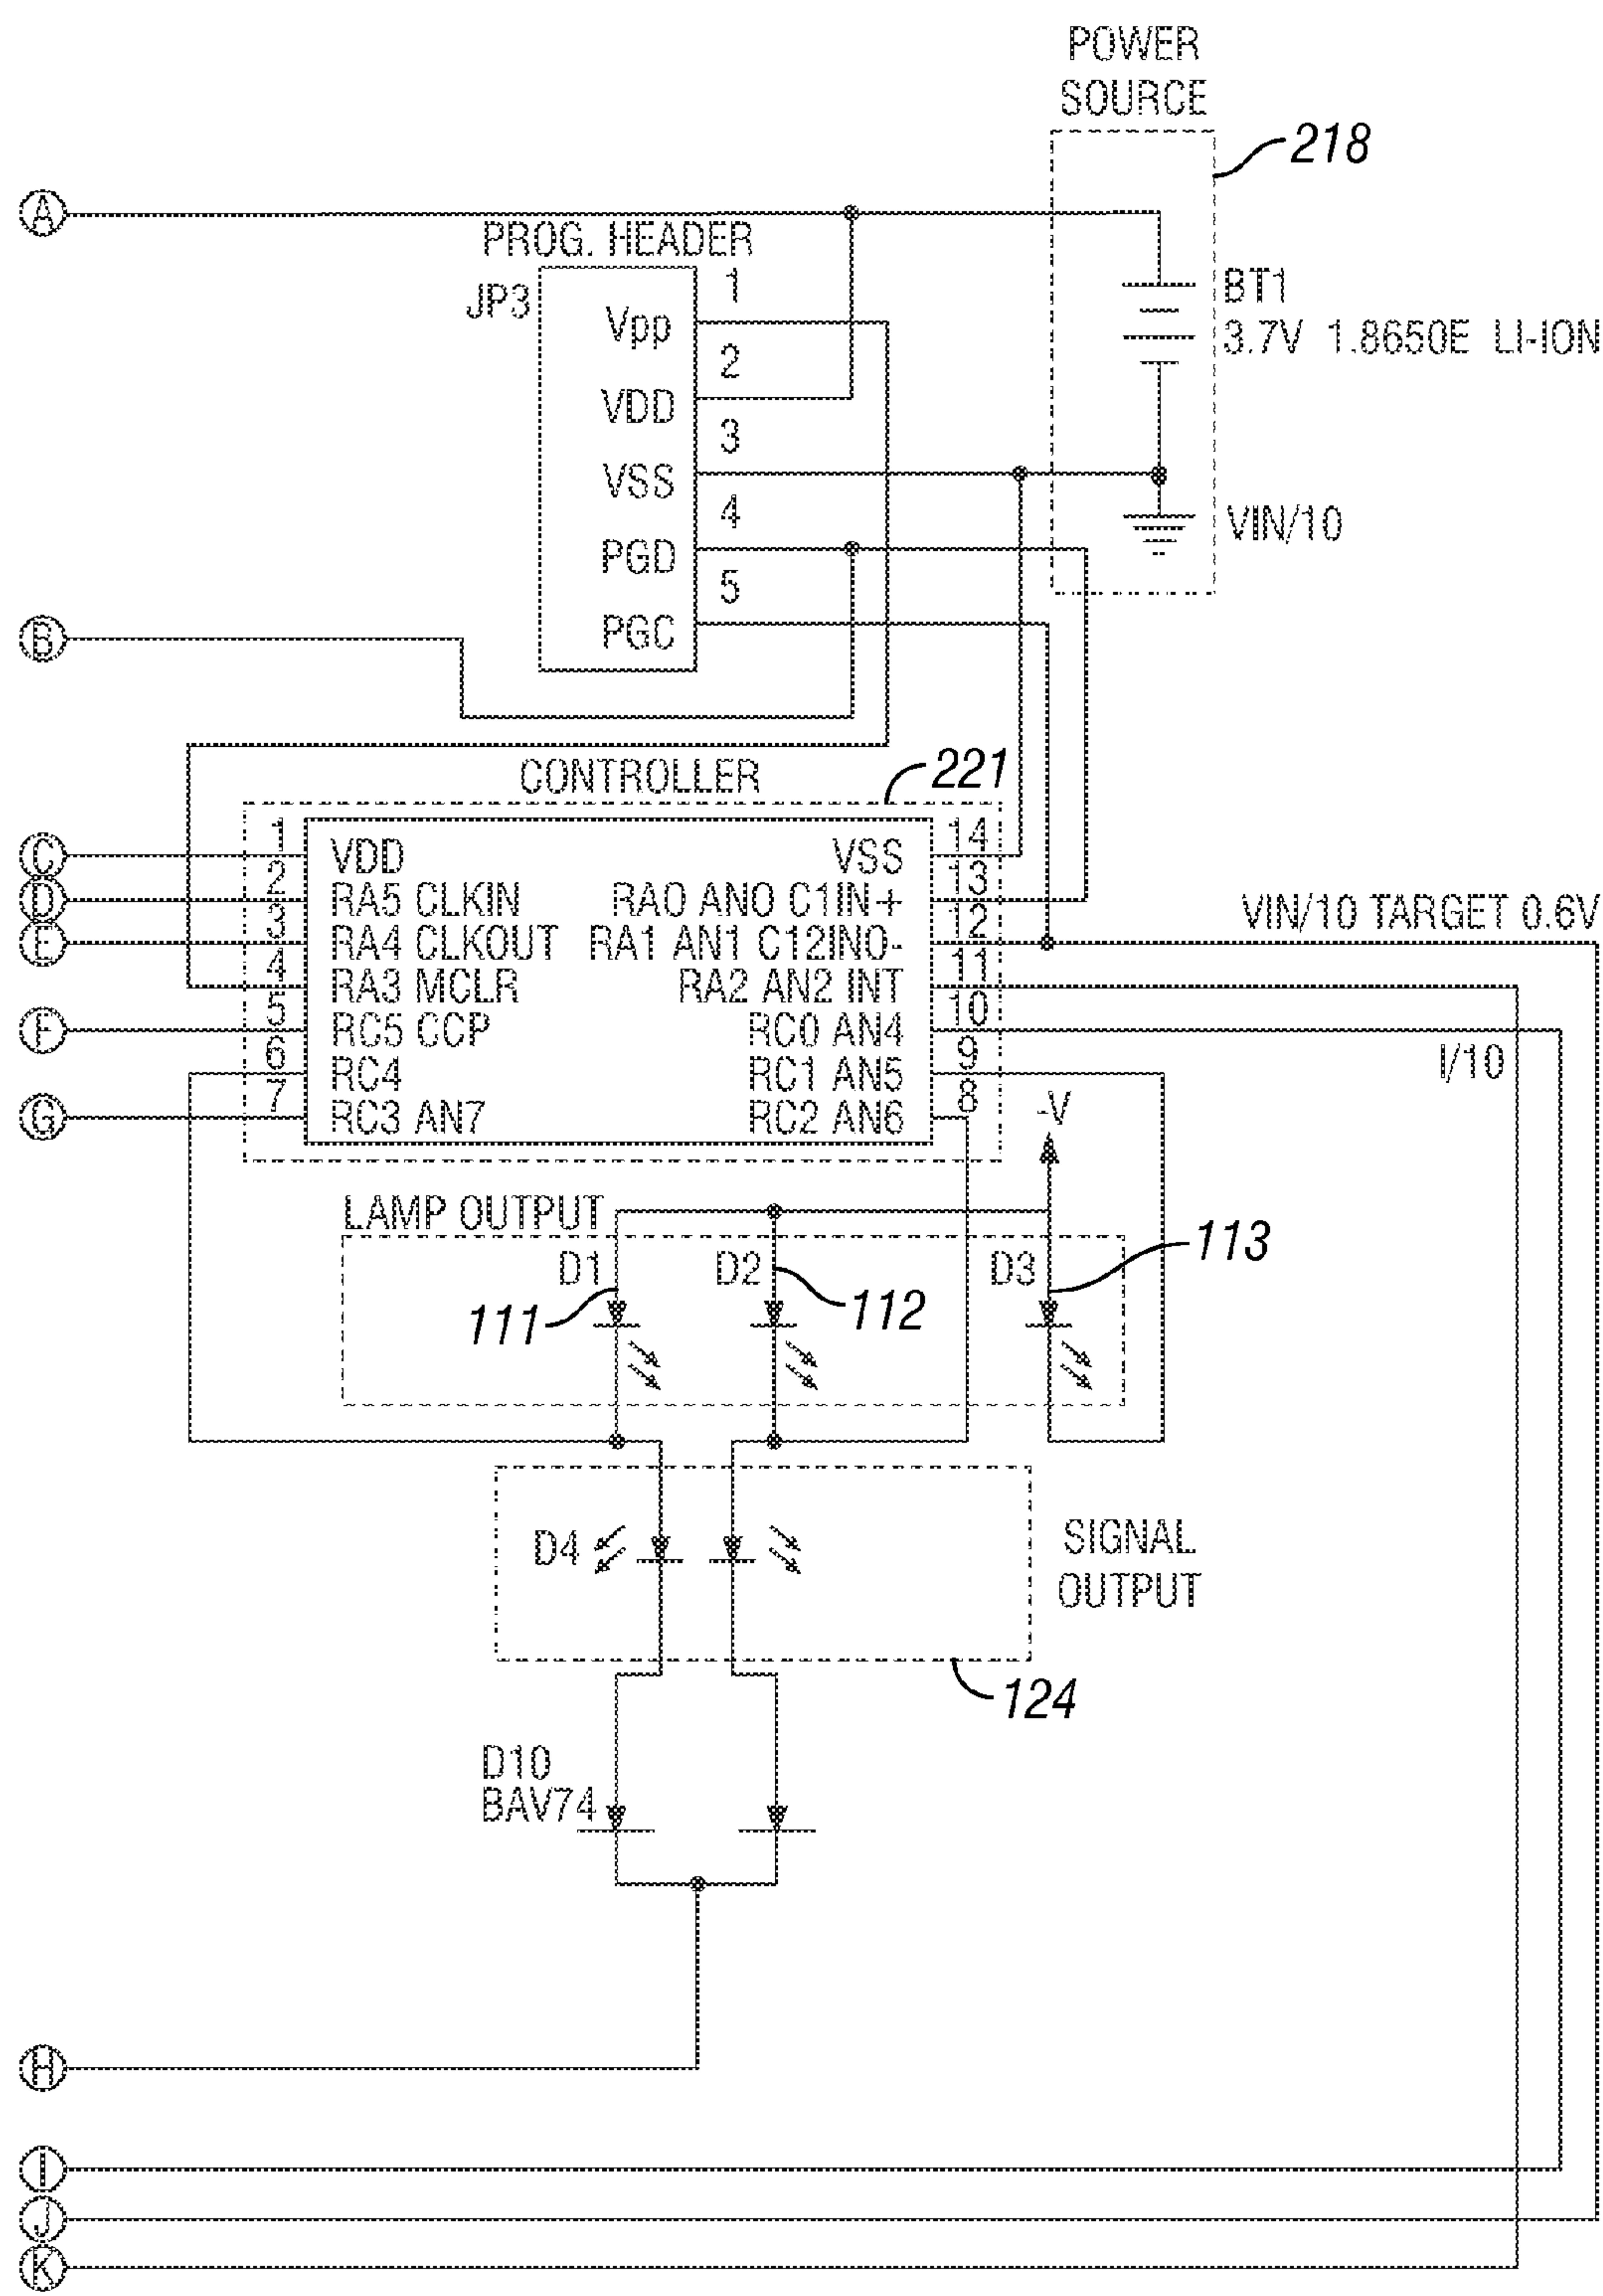 POWER
SOURCE
218
A
PROG. HEADER
JP3
1
Vpp
2
VDD
3
VSS
4
PGD
5
PGC
BT1
3.7V 1.8650E LI-ION
VIN/10
B
CONTROLLER
221
C
1
VDD
VSS
14
D
2
RA5 CLKIN
RA0 AN0 C1IN+
13
E
3
RA4 CLKOUT
RA1 AN1 C12IN0-
12
VIN/10 TARGET 0.6V
4
RA3 MCLR
RA2 AN2 INT
11
F
5
RC5 CCP
RC0 AN4
10
I/10
6
RC4
RC1 AN5
9
G
7
RC3 AN7
RC2 AN6
8
-V
LAMP OUTPUT
D1
D2
D3
113
111
112
D4
SIGNAL
OUTPUT
124
D10
BAV74
H
I
J
K